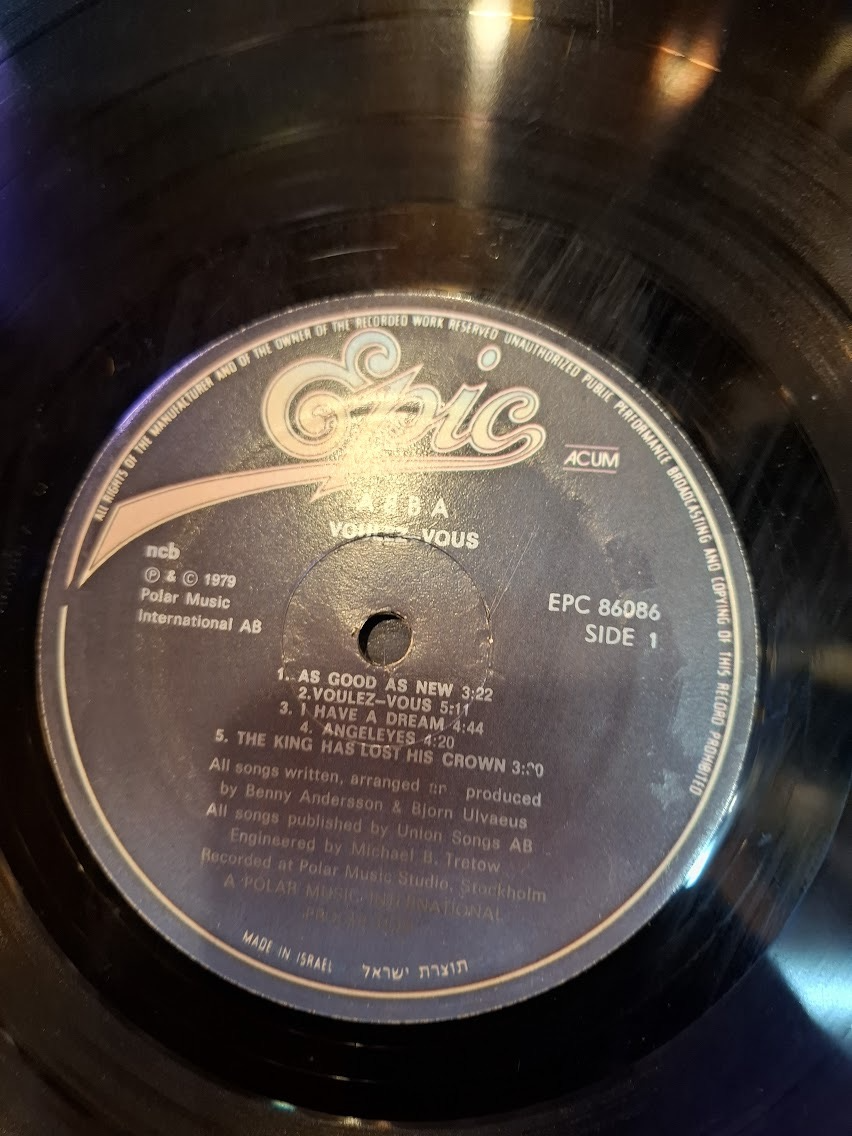 ALL RIGHTS OF THE MANUFACTURER AND OF THE OWNER OF THE RECORDED WORK RESERVED UNAUTHORIZED PUBLIC PERFORMANCE BROADCASTING AND COPYING OF THIS RECORD PROHIBITED
Epic
ACUM
ABBA
VOULEZ-VOUS
ncb
Ⓟ & © 1979
Polar Music
International AB
EPC 86086
SIDE 1
1. AS GOOD AS NEW 3:22
2. VOULEZ-VOUS 5:11
3. I HAVE A DREAM 4:44
4. ANGELEYES 4:20
5. THE KING HAS LOST HIS CROWN
All songs written, arranged produced
by Benny Andersson & Bjorn Ulvaeus
All songs published by Union Songs AB
Engineered by Michael B. Tretow
Recorded at Polar Music Studio, Stockholm
A POLAR MUSIC INTERNATIONAL
MADE IN ISRAEL תוצרת ישראל